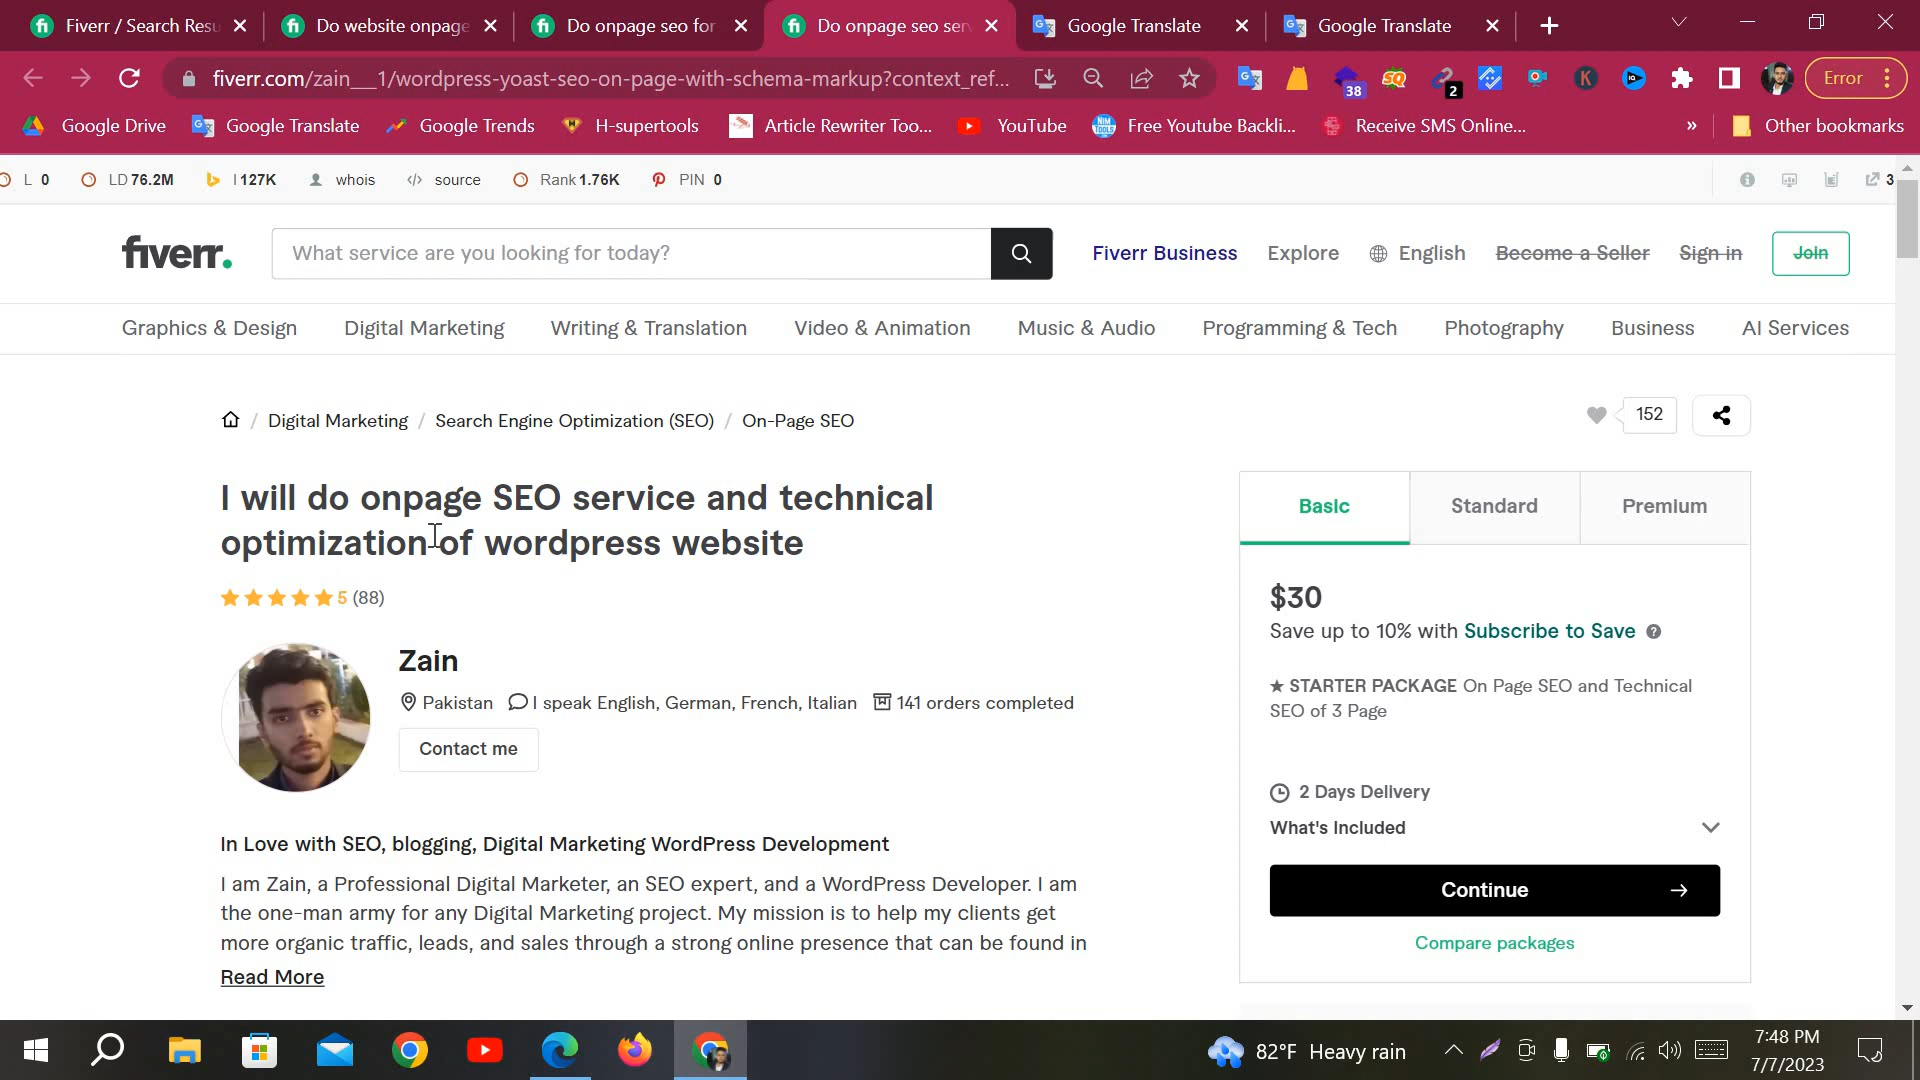 Fiverr / Search Resu
Do website onpage
Do onpage seo for
Do onpage seo serv
Google Translate
Google Translate
fiverr.com/zain___1/wordpress-yoast-seo-on-page-with-schema-markup?context_ref...
38
SQ
2
K
Error
Google Drive
Google Translate
Google Trends
H-supertools
Article Rewriter Too...
YouTube
NIM TOOLS
Free Youtube Backli...
Receive SMS Online...
»
Other bookmarks
L 0
LD 76.2M
I 127K
whois
source
Rank 1.76K
PIN 0
3
fiverr.
What service are you looking for today?
Fiverr Business
Explore
English
Become a Seller
Sign in
Join
Graphics & Design
Digital Marketing
Writing & Translation
Video & Animation
Music & Audio
Programming & Tech
Photography
Business
AI Services
/ Digital Marketing / Search Engine Optimization (SEO) / On-Page SEO
152
I will do onpage SEO service and technical
optimization of wordpress website
5 (88)
Zain
Pakistan
I speak English, German, French, Italian
141 orders completed
Contact me
In Love with SEO, blogging, Digital Marketing WordPress Development
I am Zain, a Professional Digital Marketer, an SEO expert, and a WordPress Developer. I am
the one-man army for any Digital Marketing project. My mission is to help my clients get
more organic traffic, leads, and sales through a strong online presence that can be found in
Read More
Basic
Standard
Premium
$30
Save up to 10% with Subscribe to Save
★ STARTER PACKAGE On Page SEO and Technical
SEO of 3 Page
2 Days Delivery
What's Included
Continue →
Compare packages
82°F Heavy rain
7:48 PM
7/7/2023